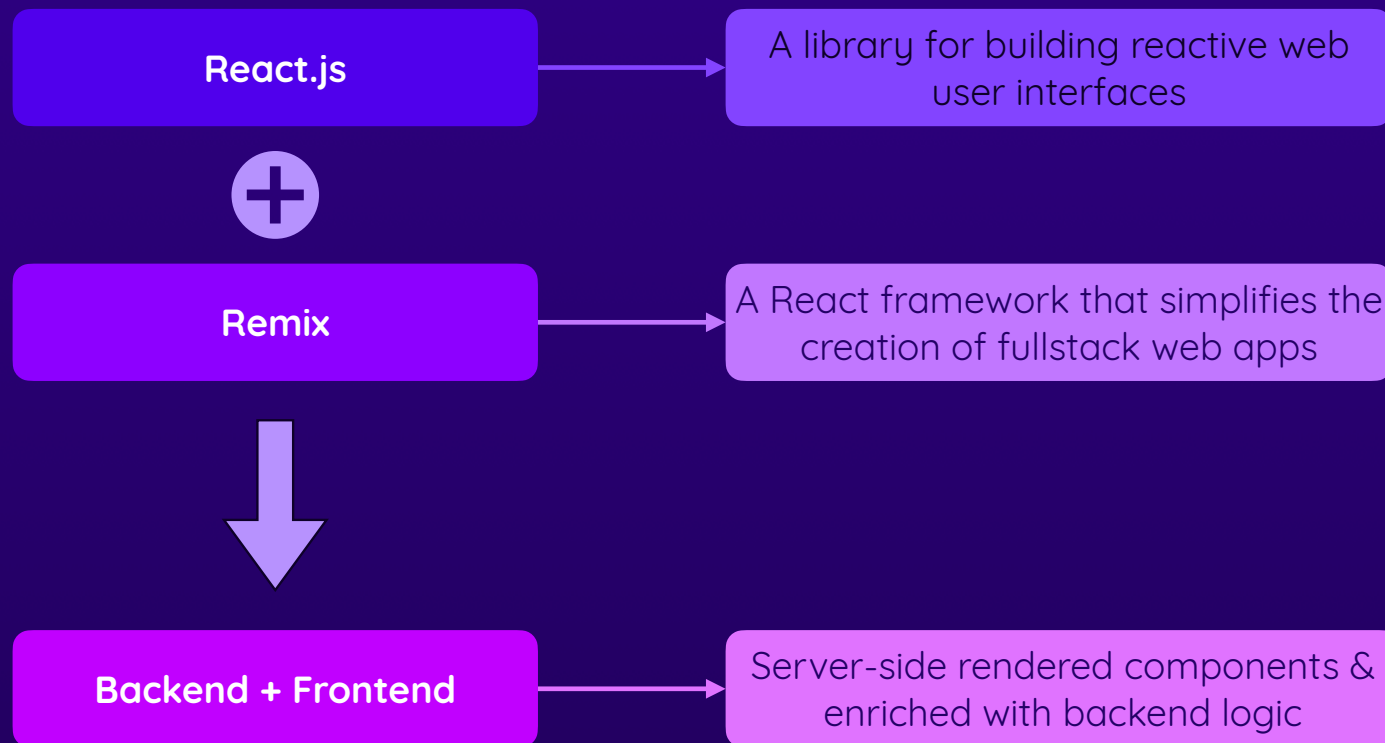 React.js
A library for building reactive web
user interfaces
Remix
A React framework that simplifies the
creation of fullstack web apps
Backend + Frontend
Server-side rendered components &
enriched with backend logic